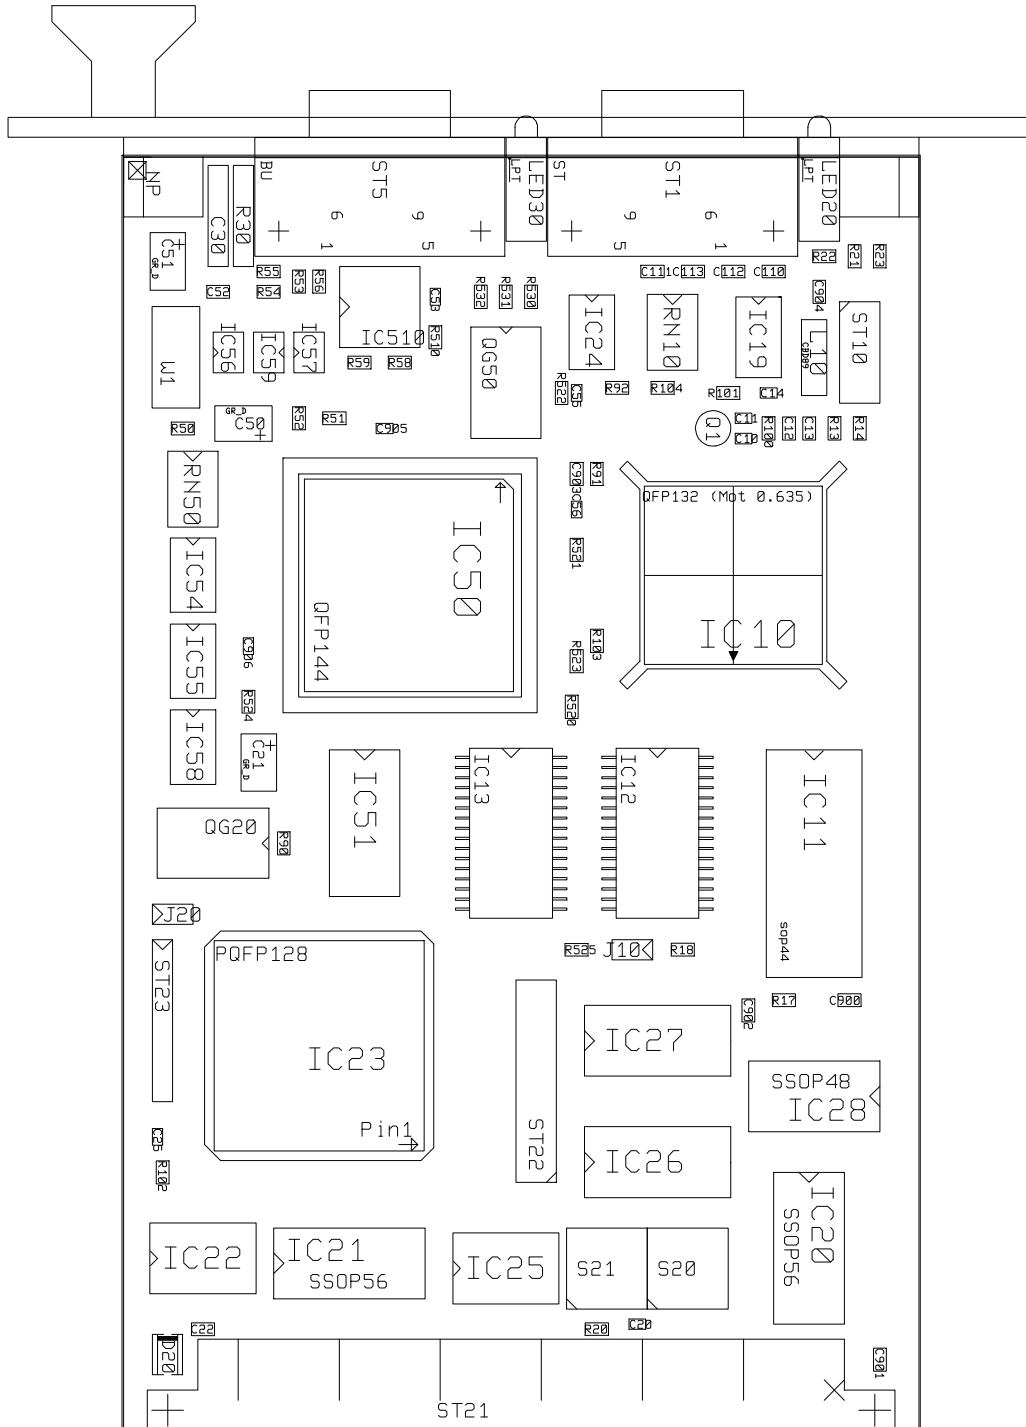 NP
C30
R30
BU
ST5
6
9
1
5
LPT
LED30
ST
ST1
9
6
5
1
LPT
LED20
C51
GR_D
R55
C52
R54
R53
R56
IC510
C53
R510
R532
R531
R530
C111
C113
C112
C110
R22
R21
R23
C904
W1
IC56
IC59
IC57
R59
R58
QG50
IC24
RN10
IC19
L10
ST10
R522
R92
R104
R101
C14
GR_D
C50
R50
R52
R51
C905
Q1
C11
C10
R100
C12
C13
R13
R14
RN50
C903
R91
C56
QFP132 (Mot 0.635)
IC50
QFP144
IC54
R521
IC10
IC55
C906
R103
R523
R524
R520
IC58
C21
GR_D
IC51
IC13
IC12
IC11
sop44
QG20
R90
J20
PQFP128
R525
J10
R18
ST23
IC23
Pin1
C902
R17
C900
IC27
SSOP48
IC28
ST22
IC26
R102
IC20
SSOP56
IC22
IC21
SSOP56
IC25
S21
S20
C22
R20
C20
D20
C901
ST21